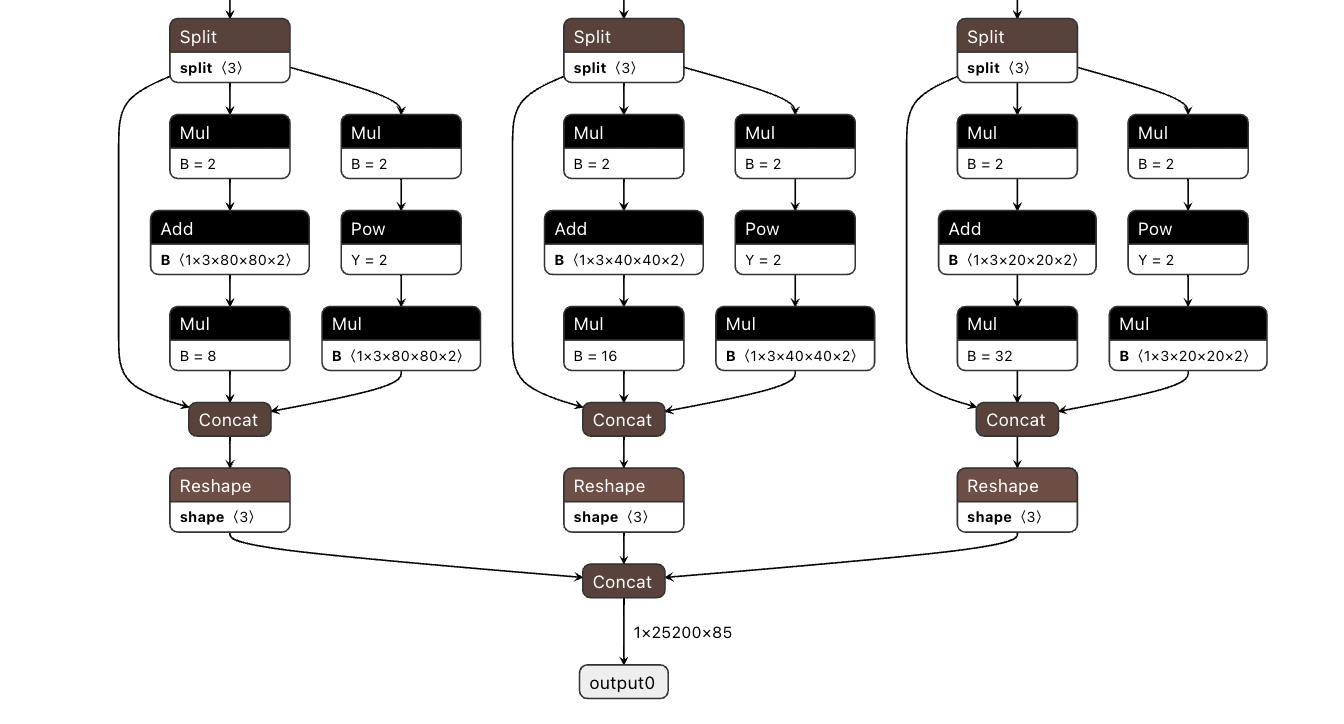 Split
split ⟨3⟩
Mul
B = 2
Mul
B = 2
Add
B ⟨1×3×80×80×2⟩
Pow
Y = 2
Mul
B = 8
Mul
B ⟨1×3×80×80×2⟩
Concat
Reshape
shape ⟨3⟩
Split
split ⟨3⟩
Mul
B = 2
Mul
B = 2
Add
B ⟨1×3×40×40×2⟩
Pow
Y = 2
Mul
B = 16
Mul
B ⟨1×3×40×40×2⟩
Concat
Reshape
shape ⟨3⟩
Split
split ⟨3⟩
Mul
B = 2
Mul
B = 2
Add
B ⟨1×3×20×20×2⟩
Pow
Y = 2
Mul
B = 32
Mul
B ⟨1×3×20×20×2⟩
Concat
Reshape
shape ⟨3⟩
Concat
1×25200×85
output0